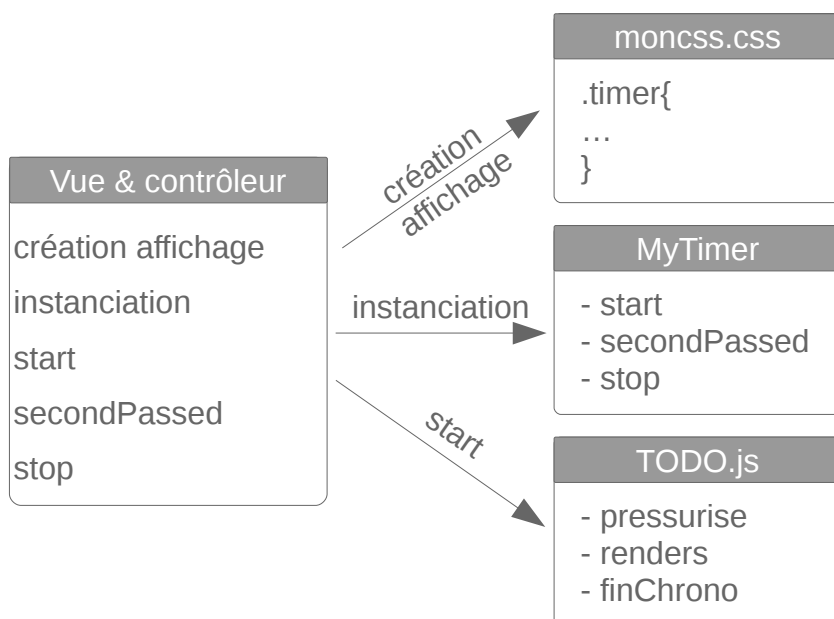 Vue & contrôleur
création affichage
instanciation
start
secondPassed
stop
création
affichage
instanciation
start
moncss.css
.timer{
…
}
MyTimer
- start
- secondPassed
- stop
TODO.js
- pressurise
- renders
- finChrono